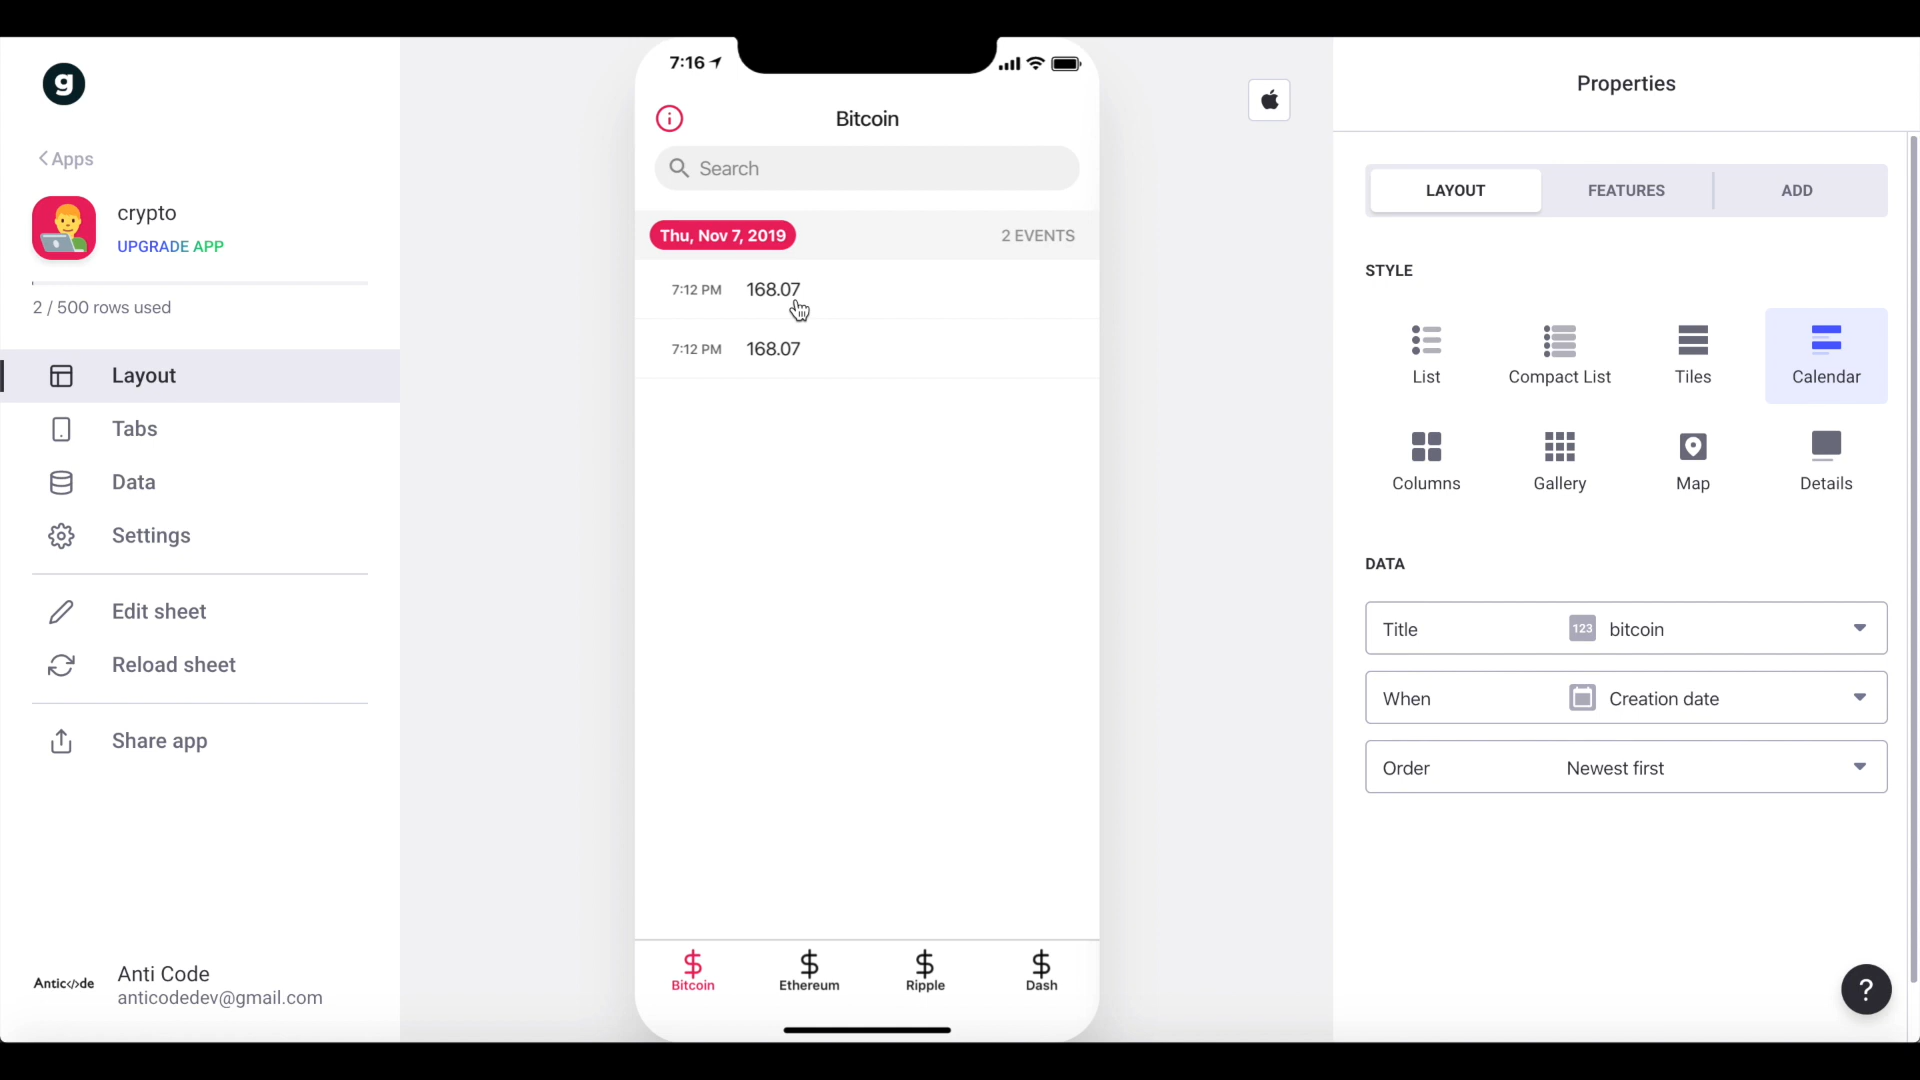 g
Apps
crypto
UPGRADE APP
2 / 500 rows used
Layout
Tabs
Data
Settings
Edit sheet
Reload sheet
Share app
Antic</>de
Anti Code
anticodedev@gmail.com
7:16
Bitcoin
Search
Thu, Nov 7, 2019
2 EVENTS
7:12 PM 168.07
7:12 PM 168.07
Bitcoin
Ethereum
Ripple
Dash
Properties
LAYOUT
FEATURES
ADD
STYLE
List
Compact List
Tiles
Calendar
Columns
Gallery
Map
Details
DATA
Title 123 bitcoin
When Creation date
Order Newest first
?